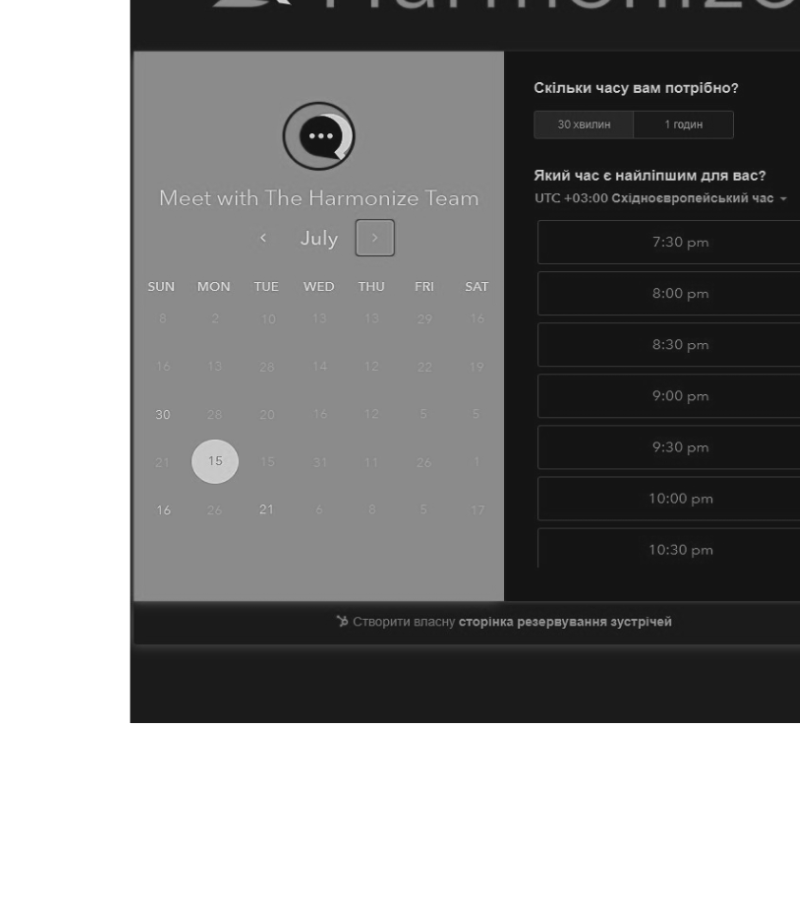 Harmonize
Meet with The Harmonize Team
July
SUN MON TUE WED THU FRI SAT
8 2 10 13 13 29 16
16 13 28 14 12 22 19
30 28 20 16 12 5 5
21 15 15 31 11 26 1
16 26 21 6 8 5 17
Скільки часу вам потрібно?
30 хвилин 1 годин
Який час є найліпшим для вас?
UTC +03:00 Східноєвропейський час
7:30 pm
8:00 pm
8:30 pm
9:00 pm
9:30 pm
10:00 pm
10:30 pm
Створити власну сторінка резервування зустрічей